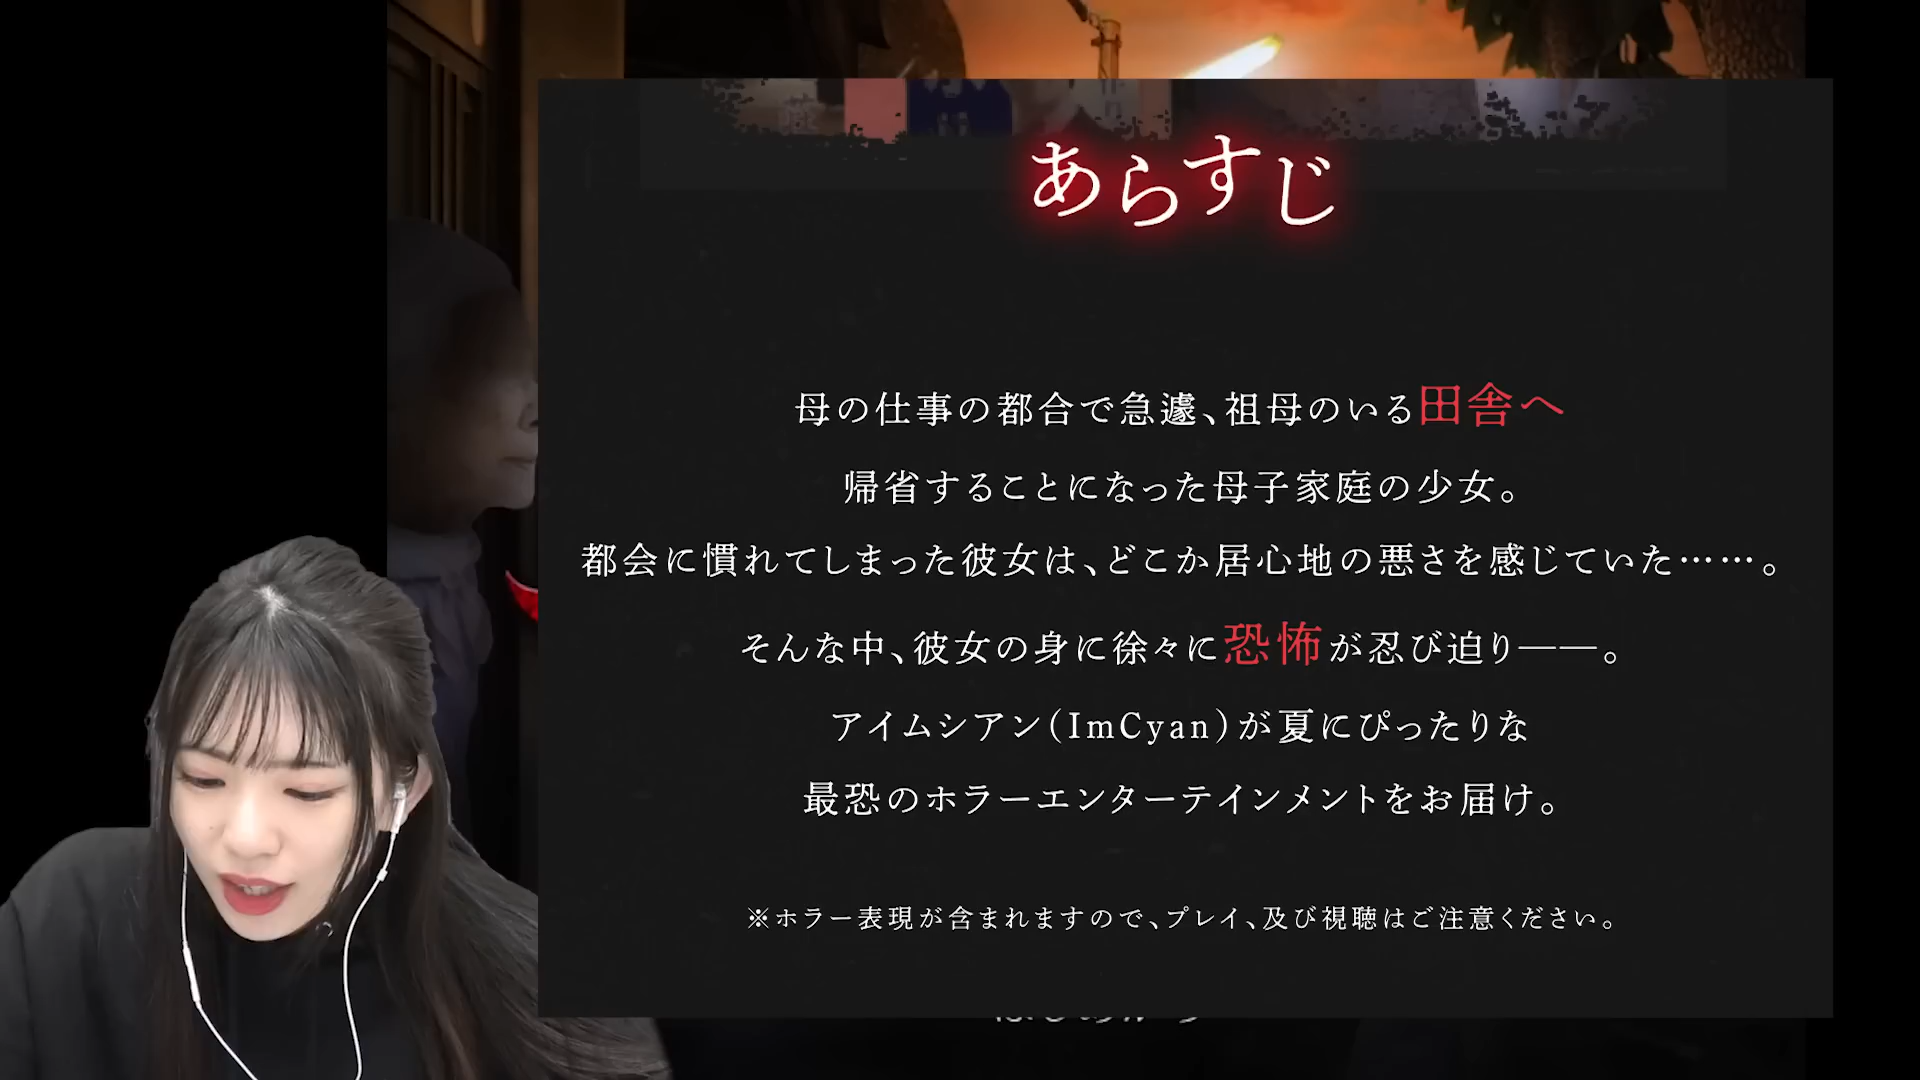 あらすじ
母の仕事の都合で急遽、祖母のいる田舎へ
帰省することになった母子家庭の少女。
都会に慣れてしまった彼女は、どこか居心地の悪さを感じていた……。
そんな中、彼女の身に徐々に恐怖が忍び迫り――。
アイムシアン(ImCyan)が夏にぴったりな
最恐のホラーエンターテインメントをお届け。
※ホラー表現が含まれますので、プレイ、及び視聴はご注意ください。